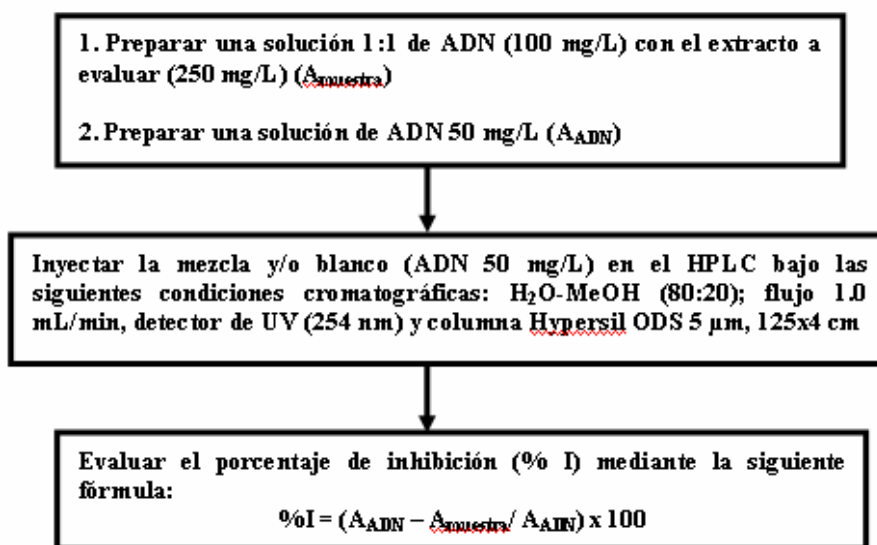 1. Preparar una solución 1:1 de ADN (100 mg/L) con el extracto a
evaluar (250 mg/L) (Amuestra)
2. Preparar una solución de ADN 50 mg/L (AADN)
Inyectar la mezcla y/o blanco (ADN 50 mg/L) en el HPLC bajo las
siguientes condiciones cromatográficas: H2O-MeOH (80:20); flujo 1.0
mL/min, detector de UV (254 nm) y columna Hypersil ODS 5 µm, 125x4 cm
Evaluar el porcentaje de inhibición (% I) mediante la siguiente
fórmula:
%I = (AADN – Amuestra/ AADN) x 100